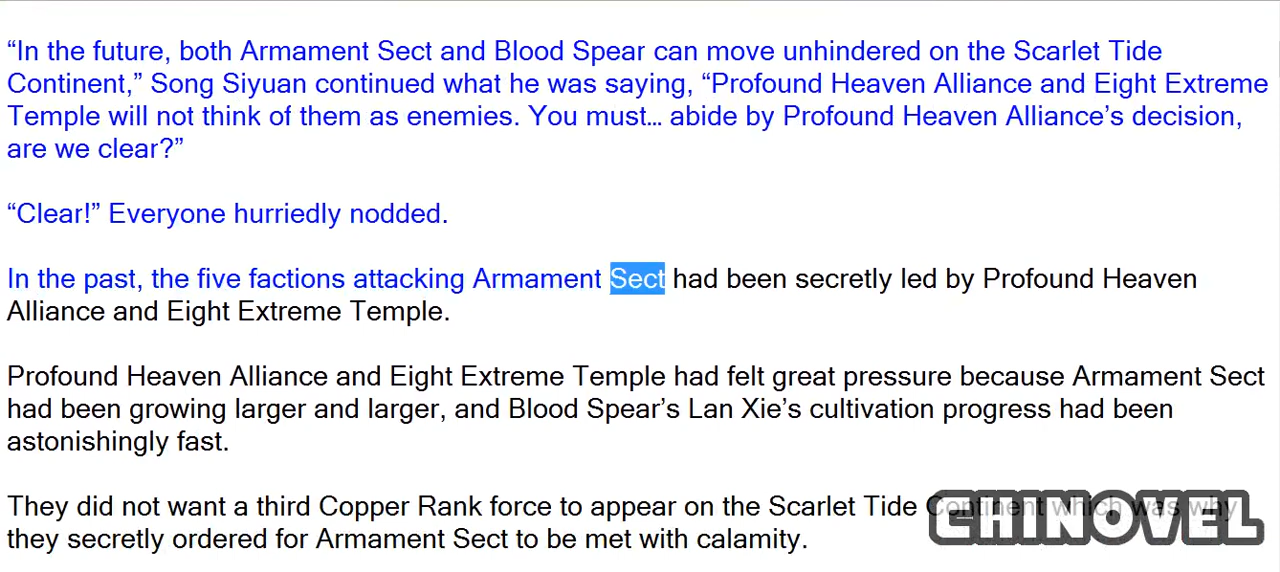 “In the future, both Armament Sect and Blood Spear can move unhindered on the Scarlet Tide
Continent,” Song Siyuan continued what he was saying, “Profound Heaven Alliance and Eight Extreme
Temple will not think of them as enemies. You must… abide by Profound Heaven Alliance’s decision,
are we clear?”
“Clear!” Everyone hurriedly nodded.
In the past, the five factions attacking Armament Sect had been secretly led by Profound Heaven
Alliance and Eight Extreme Temple.
Profound Heaven Alliance and Eight Extreme Temple had felt great pressure because Armament Sect
had been growing larger and larger, and Blood Spear’s Lan Xie’s cultivation progress had been
astonishingly fast.
They did not want a third Copper Rank force to appear on the Scarlet Tide Continent which was why
they secretly ordered for Armament Sect to be met with calamity.
CHINOVEL